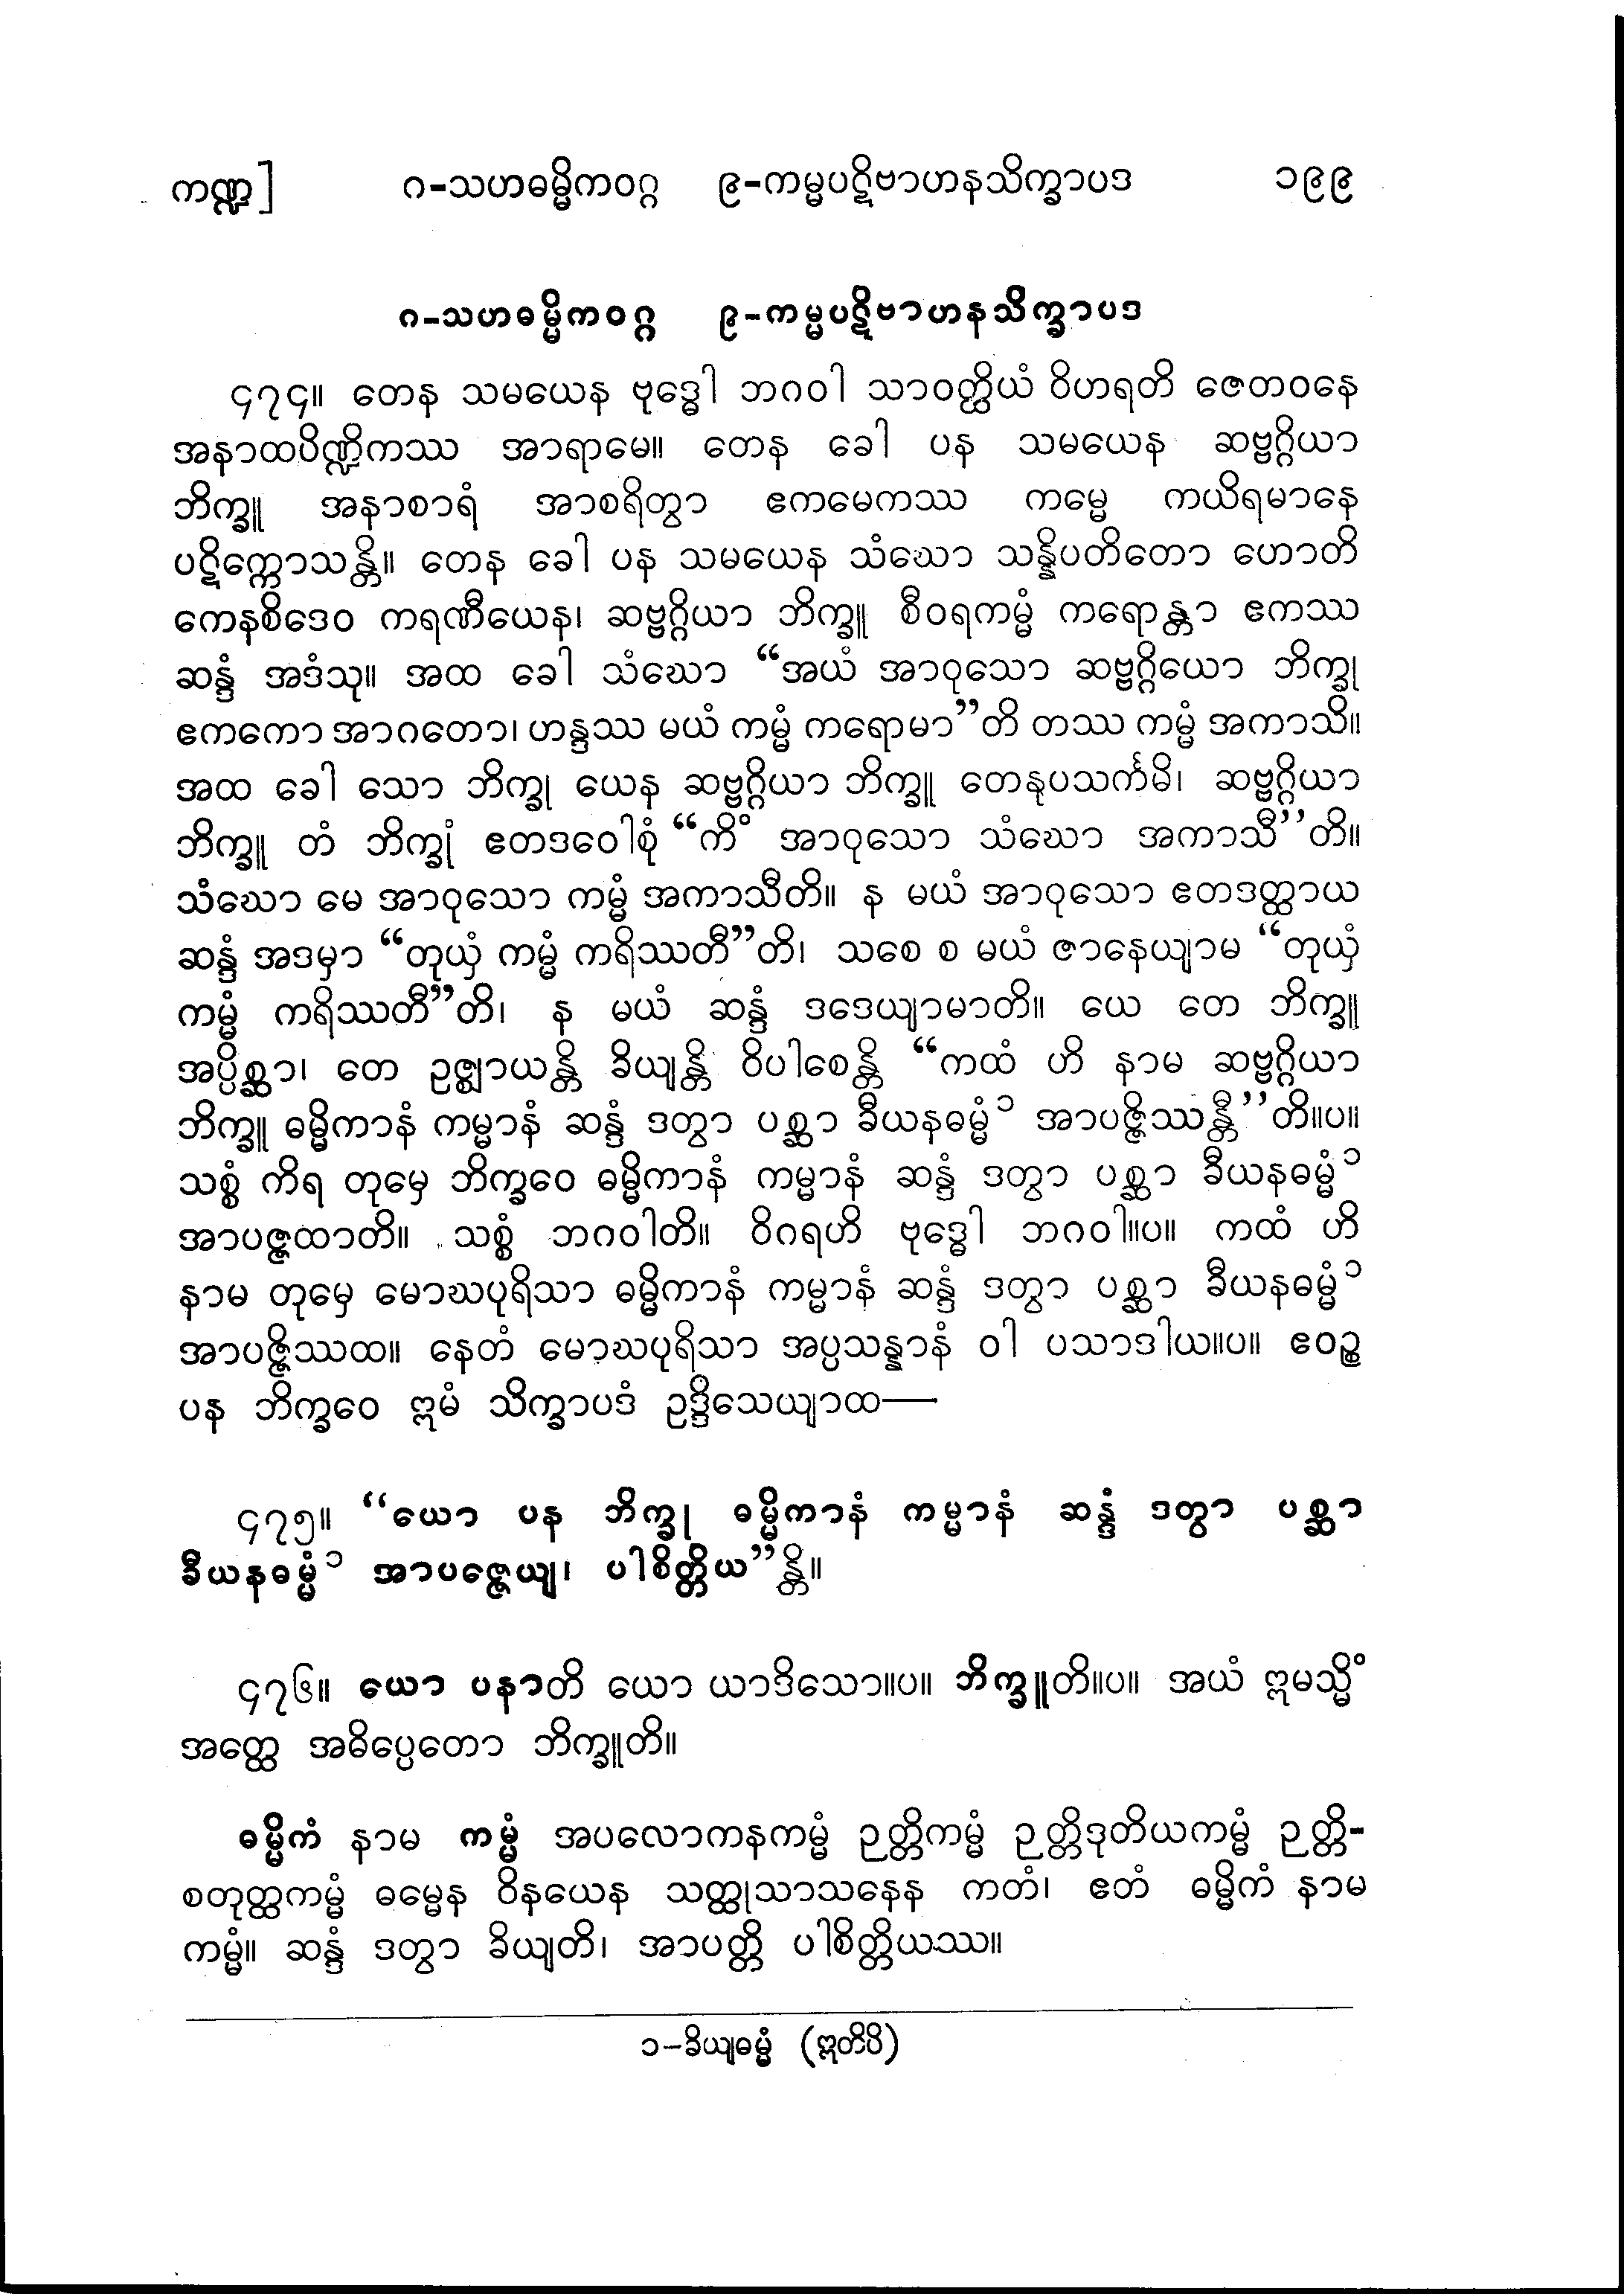 ကဏ္ဍ] ဂ-သဟဓမ္မိကဝဂ္ဂ ၉-ကမ္မပဋိဗာဟနသိက္ခာပဒ ၁၉၉
ဂ-သဟဓမ္မိကဝဂ္ဂ ၉-ကမ္မပဋိဗာဟနသိက္ခာပဒ
၄၇၄။ တေန သမယေန ဗုဒ္ဓေါ ဘဂဝါ သာဝတ္ထိယံ ဝိဟရတိ ဇေတဝနေ
အနာထပိဏ္ဍိကဿ အာရာမေ။ တေန ခေါ ပန သမယေန ဆဗ္ဗဂ္ဂိယာ
ဘိက္ခူ အနာစာရံ အာစရိတွာ ဧကမေကဿ ကမ္မေ ကယိရမာနေ
ပဋိက္ကောသန္တိ။ တေန ခေါ ပန သမယေန သံဃော သန္နိပတိတော ဟောတိ
ကေနစိဒေဝ ကရဏီယေန၊ ဆဗ္ဗဂ္ဂိယာ ဘိက္ခူ စီဝရကမ္မံ ကရောန္တာ ဧကဿ
ဆန္ဒံ အဒံသု။ အထ ခေါ သံဃော “အယံ အာဝုသော ဆဗ္ဗဂ္ဂိယော ဘိက္ခု
ဧကကော အာဂတော၊ ဟန္ဒဿ မယံ ကမ္မံ ကရောမာ”တိ တဿ ကမ္မံ အကာသိ။
အထ ခေါ သော ဘိက္ခု ယေန ဆဗ္ဗဂ္ဂိယာ ဘိက္ခူ တေနုပသင်္ကမိ၊ ဆဗ္ဗဂ္ဂိယာ
ဘိက္ခူ တံ ဘိက္ခုံ ဧတဒဝေါစုံ “ကိံ အာဝုသော သံဃော အကာသီ”တိ။
သံဃော မေ အာဝုသော ကမ္မံ အကာသီတိ။ န မယံ အာဝုသော ဧတဒတ္ထာယ
ဆန္ဒံ အဒမှာ “တုယှံ ကမ္မံ ကရိဿတီ”တိ၊ သစေ စ မယံ ဇာနေယျာမ “တုယှံ
ကမ္မံ ကရိဿတီ”တိ၊ န မယံ ဆန္ဒံ ဒဒေယျာမာတိ။ ယေ တေ ဘိက္ခူ
အပ္ပိစ္ဆာ၊ တေ ဥဇ္ဈာယန္တိ ခိယျန္တိ ဝိပါစေန္တိ “ကထံ ဟိ နာမ ဆဗ္ဗဂ္ဂိယာ
ဘိက္ခူ ဓမ္မိကာနံ ကမ္မာနံ ဆန္ဒံ ဒတွာ ပစ္ဆာ ခီယနဓမ္မံ ၁ အာပဇ္ဇိဿန္တီ”တိ။ပ။
သစ္စံ ကိရ တုမှေ ဘိက္ခဝေ ဓမ္မိကာနံ ကမ္မာနံ ဆန္ဒံ ဒတွာ ပစ္ဆာ ခီယနဓမ္မံ ၁
အာပဇ္ဇထာတိ။ သစ္စံ ဘဂဝါတိ။ ဝိဂရဟိ ဗုဒ္ဓေါ ဘဂဝါ။ပ။ ကထံ ဟိ
နာမ တုမှေ မောဃပုရိသာ ဓမ္မိကာနံ ကမ္မာနံ ဆန္ဒံ ဒတွာ ပစ္ဆာ ခီယနဓမ္မံ ၁
အာပဇ္ဇိဿထ။ နေတံ မောဃပုရိသာ အပ္ပသန္နာနံ ဝါ ပသာဒါယ။ပ။ ဧဝဉ္စ
ပန ဘိက္ခဝေ ဣမံ သိက္ခာပဒံ ဥဒ္ဒိသေယျာထ—
၄၇၅။ “ယော ပန ဘိက္ခု ဓမ္မိကာနံ ကမ္မာနံ ဆန္ဒံ ဒတွာ ပစ္ဆာ
ခီယနဓမ္မံ ၁ အာပဇ္ဇေယျ၊ ပါစိတ္တိယ”န္တိ။
၄၇၆။ ယော ပနာတိ ယော ယာဒိသော။ပ။ ဘိက္ခူတိ။ပ။ အယံ ဣမသ္မိံ
အတ္ထေ အဓိပ္ပေတော ဘိက္ခူတိ။
ဓမ္မိကံ နာမ ကမ္မံ အပလောကနကမ္မံ ဉတ္တိကမ္မံ ဉတ္တိဒုတိယကမ္မံ ဉတ္တိ-
စတုတ္ထကမ္မံ ဓမ္မေန ဝိနယေန သတ္ထုသာသနေန ကတံ၊ ဧတံ ဓမ္မိကံ နာမ
ကမ္မံ။ ဆန္ဒံ ဒတွာ ခိယျတိ၊ အာပတ္တိ ပါစိတ္တိယဿ။
၁-ခိယျဓမ္မံ (ဣတိပိ)